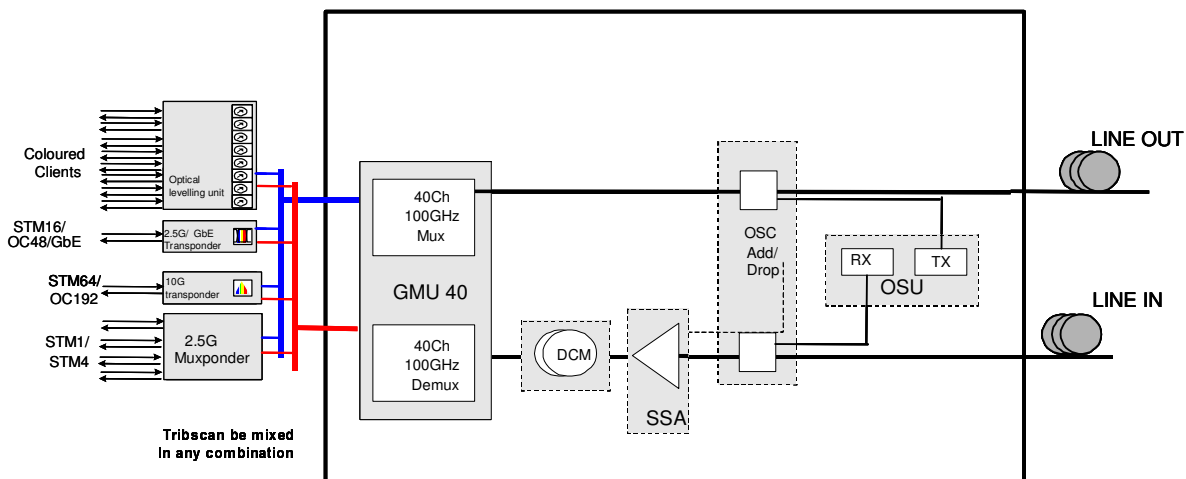 Coloured
Clients
Optical
levelling unit
STM16/
OC48/GbE
2.5G/ GbE
Transponder
STM64/
OC192
10G
transponder
STM1/
STM4
2.5G
Muxponder
Tribscan be mixed
In any combination
40Ch
100GHz
Mux
GMU 40
40Ch
100GHz
Demux
DCM
SSA
OSC
Add/
Drop
RX
TX
OSU
LINE OUT
LINE IN